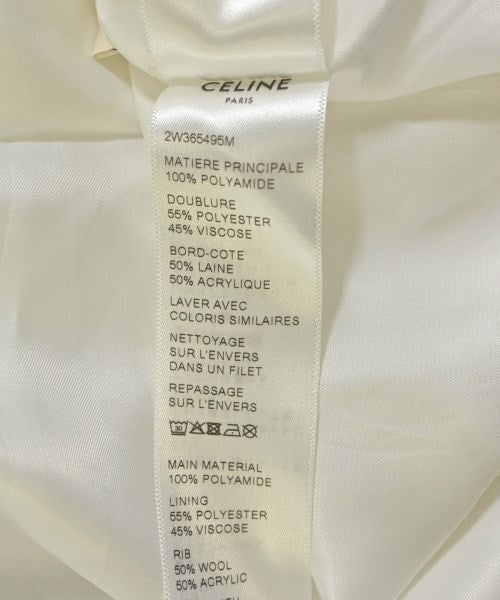 CELINE
PARIS
2W365495M
MATIERE PRINCIPALE
100% POLYAMIDE
DOUBLURE
55% POLYESTER
45% VISCOSE
BORD-COTE
50% LAINE
50% ACRYLIQUE
LAVER AVEC
COLORIS SIMILAIRES
NETTOYAGE
SUR L'ENVERS
DANS UN FILET
REPASSAGE
SUR L'ENVERS
30
MAIN MATERIAL
100% POLYAMIDE
LINING
55% POLYESTER
45% VISCOSE
RIB
50% WOOL
50% ACRYLIC